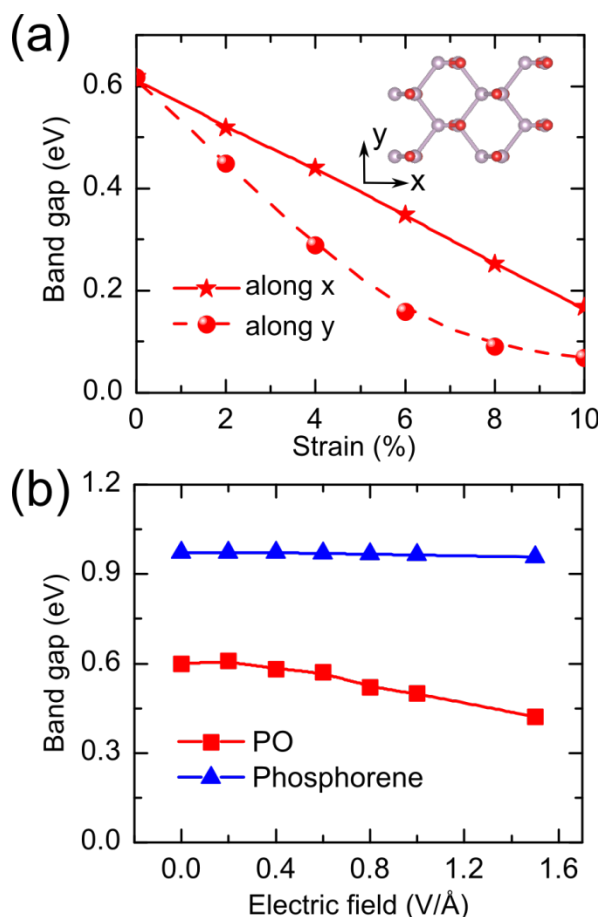 (a)
0.6
0.4
0.2
0.0
Band gap (eV)
y
x
along x
along y
0 2 4 6 8 10
Strain (%)
(b)
1.2
0.9
0.6
0.3
0.0
Band gap (eV)
PO
Phosphorene
0.0 0.4 0.8 1.2 1.6
Electric field (V/Å)